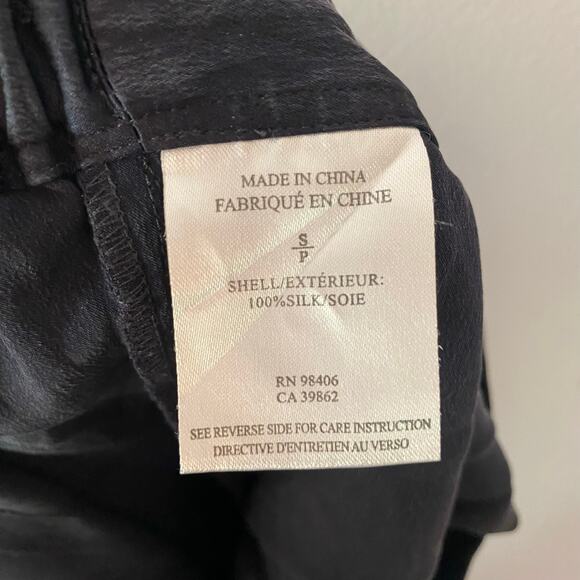 MADE IN CHINA
FABRIQUÉ EN CHINE
S
P
SHELL/EXTÉRIEUR:
100%SILK/SOIE
RN 98406
CA 39862
SEE REVERSE SIDE FOR CARE INSTRUCTION
DIRECTIVE D'ENTRETIEN AU VERSO